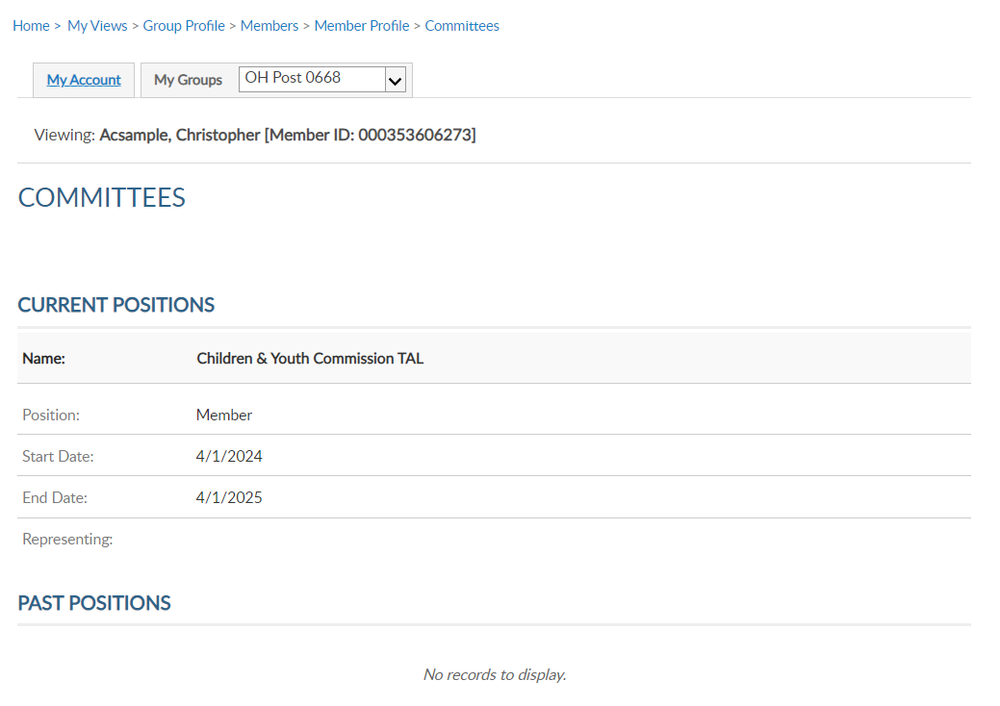 Home > My Views > Group Profile > Members > Member Profile > Committees
My Account My Groups OH Post 0668
Viewing: Acsample, Christopher [Member ID: 000353606273]
COMMITTEES
CURRENT POSITIONS
Name: Children & Youth Commission TAL
Position: Member
Start Date: 4/1/2024
End Date: 4/1/2025
Representing:
PAST POSITIONS
No records to display.